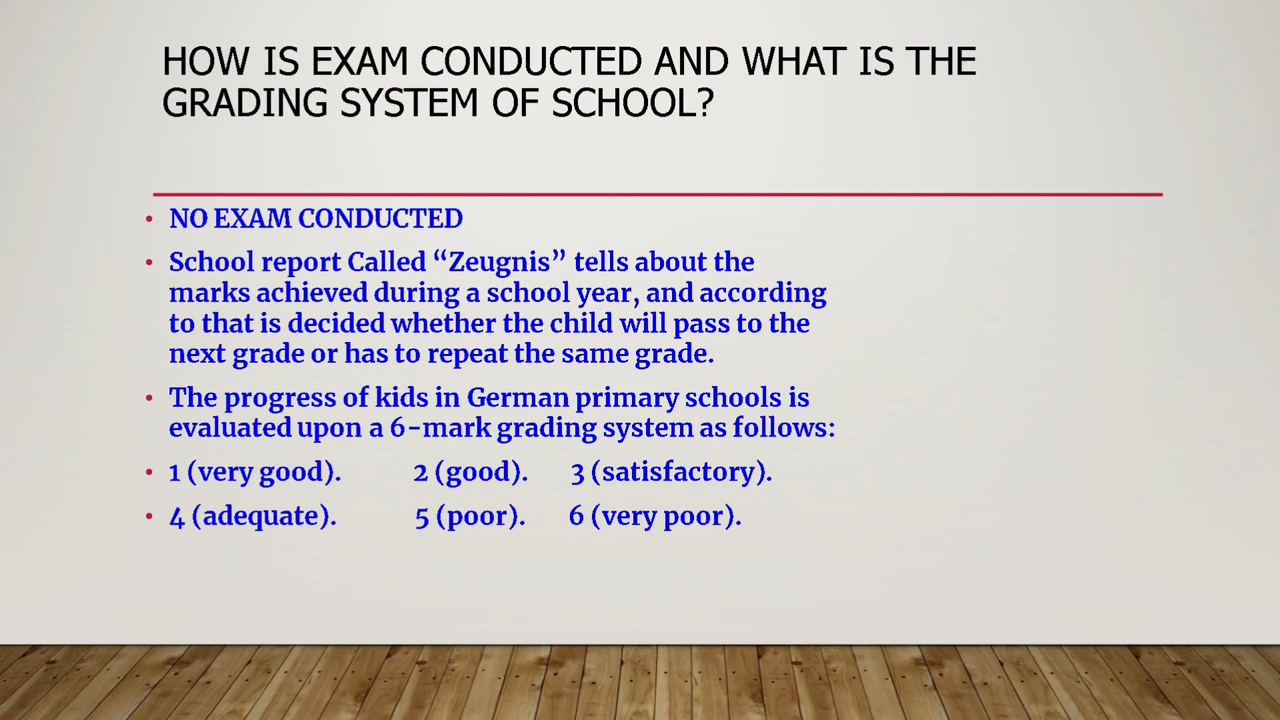 HOW IS EXAM CONDUCTED AND WHAT IS THE
GRADING SYSTEM OF SCHOOL?
• NO EXAM CONDUCTED
• School report Called “Zeugnis” tells about the
marks achieved during a school year, and according
to that is decided whether the child will pass to the
next grade or has to repeat the same grade.
• The progress of kids in German primary schools is
evaluated upon a 6-mark grading system as follows:
• 1 (very good). 2 (good). 3 (satisfactory).
• 4 (adequate). 5 (poor). 6 (very poor).